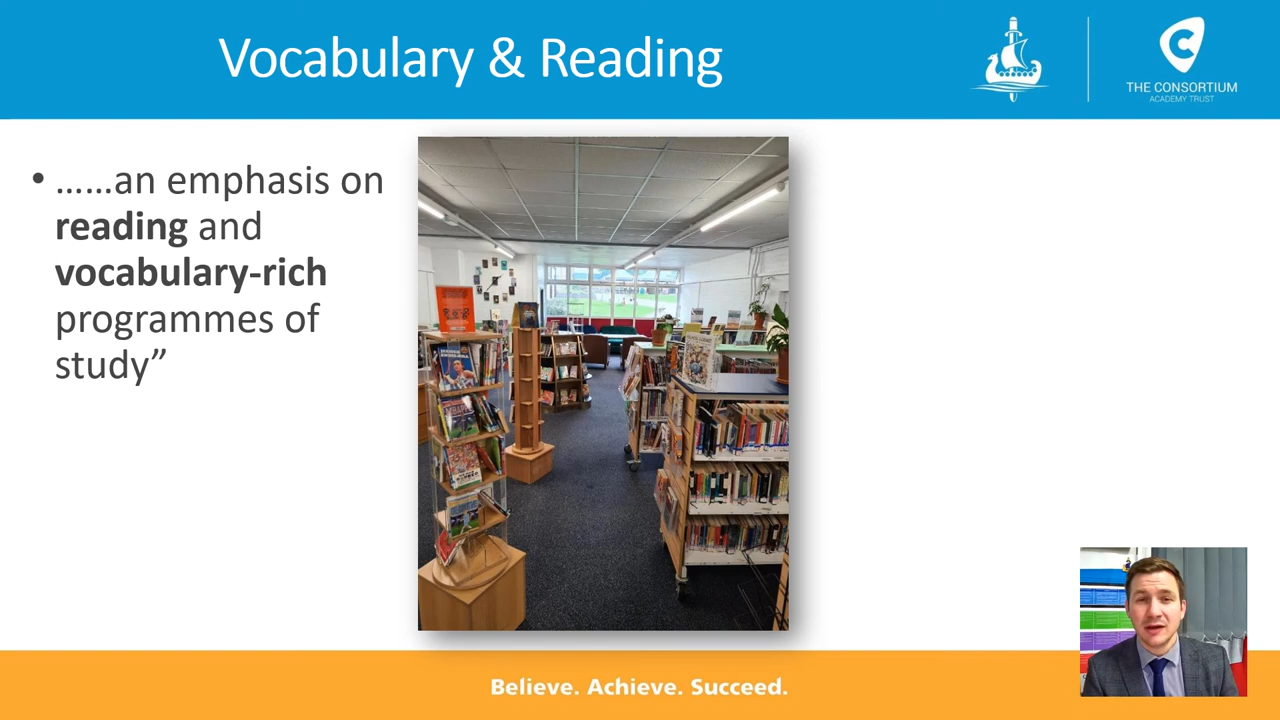 Vocabulary & Reading
THE CONSORTIUM
ACADEMY TRUST
• ……an emphasis on
reading and
vocabulary-rich
programmes of
study”
Believe. Achieve. Succeed.